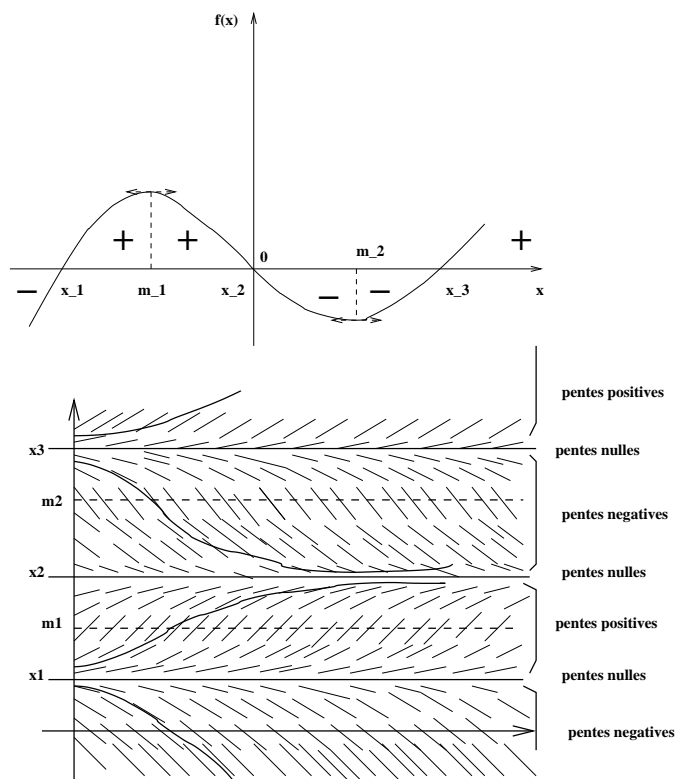 f(x)
+ + +
0
m_2
− x_1 m_1 x_2 − − x_3 x
pentes positives
x3 pentes nulles
m2 pentes negatives
x2 pentes nulles
m1 pentes positives
x1 pentes nulles
pentes negatives